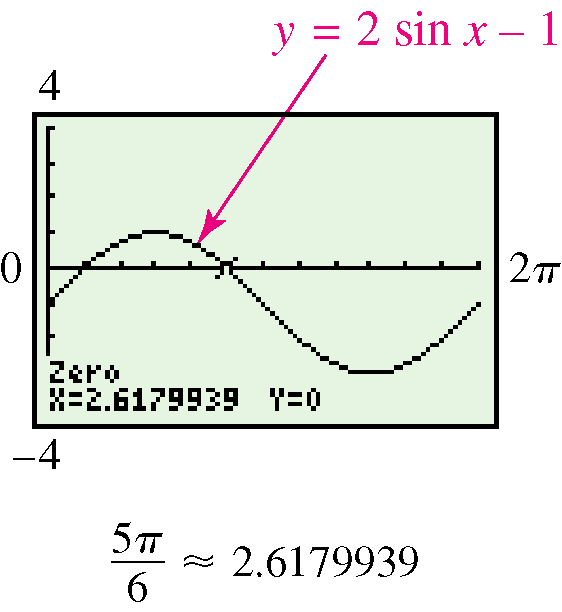 y = 2 sin x – 1
4
0
2π
Zero
X=2.6179939 Y=0
–4
5π/6 ≈ 2.6179939